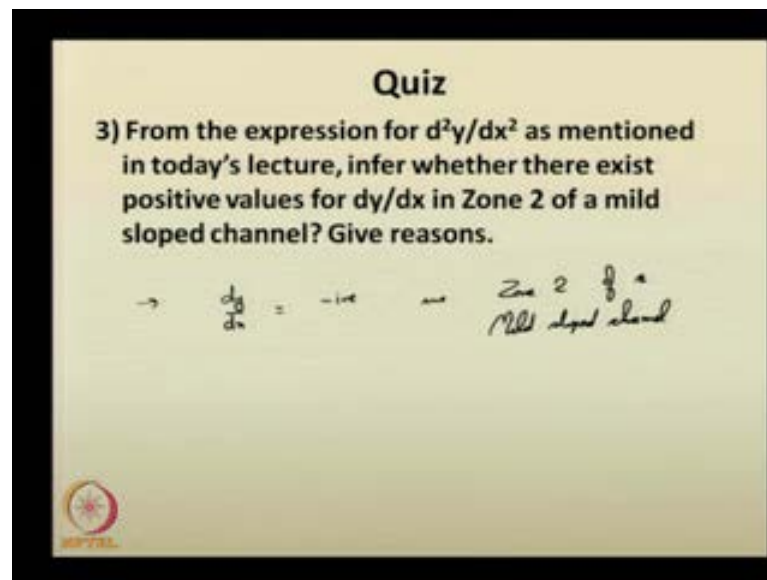 Quiz
3) From the expression for d²y/dx² as mentioned
in today's lecture, infer whether there exist
positive values for dy/dx in Zone 2 of a mild
sloped channel? Give reasons.
→ dy/dx = -ive Zone 2 of a
Mild sloped channel
NPTEL